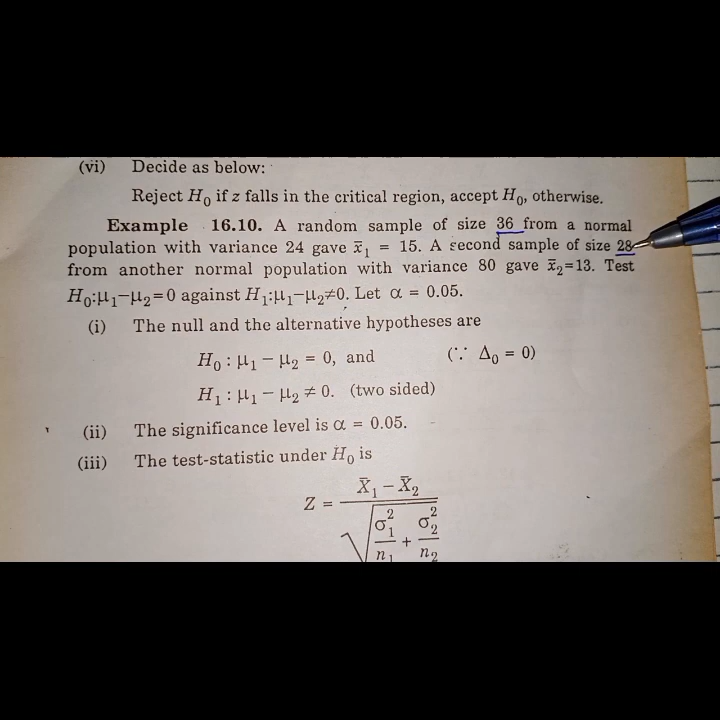 (vi) Decide as below:
Reject H₀ if z falls in the critical region, accept H₀, otherwise.
Example 16.10. A random sample of size 36 from a normal
population with variance 24 gave x̄₁ = 15. A second sample of size 28
from another normal population with variance 80 gave x̄₂=13. Test
H₀:μ₁−μ₂=0 against H₁:μ₁−μ₂≠0. Let α = 0.05.
(i) The null and the alternative hypotheses are
H₀ : μ₁ − μ₂ = 0, and (∵ Δ₀ = 0)
H₁ : μ₁ − μ₂ ≠ 0. (two sided)
(ii) The significance level is α = 0.05.
(iii) The test-statistic under H₀ is
Z = (X̄₁ − X̄₂) / √(σ₁²/n₁ + σ₂²/n₂)